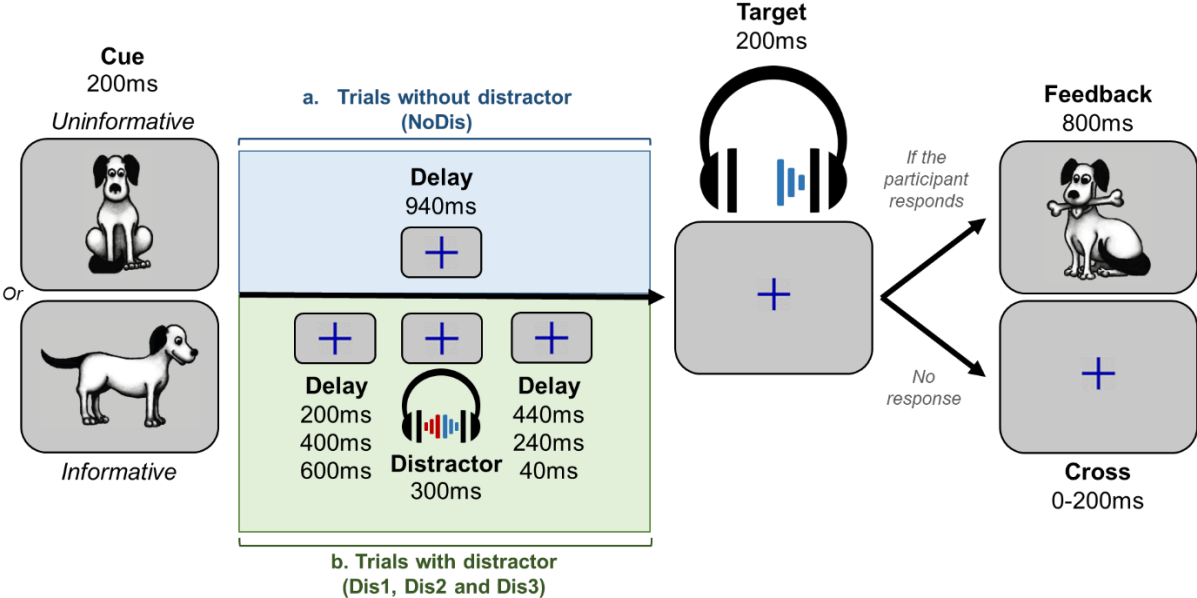 Cue
200ms
Uninformative
Or
Informative
a. Trials without distractor
(NoDis)
Delay
940ms
Delay
200ms
400ms
600ms
Distractor
300ms
Delay
440ms
240ms
40ms
b. Trials with distractor
(Dis1, Dis2 and Dis3)
Target
200ms
If the
participant
responds
No
response
Feedback
800ms
Cross
0-200ms